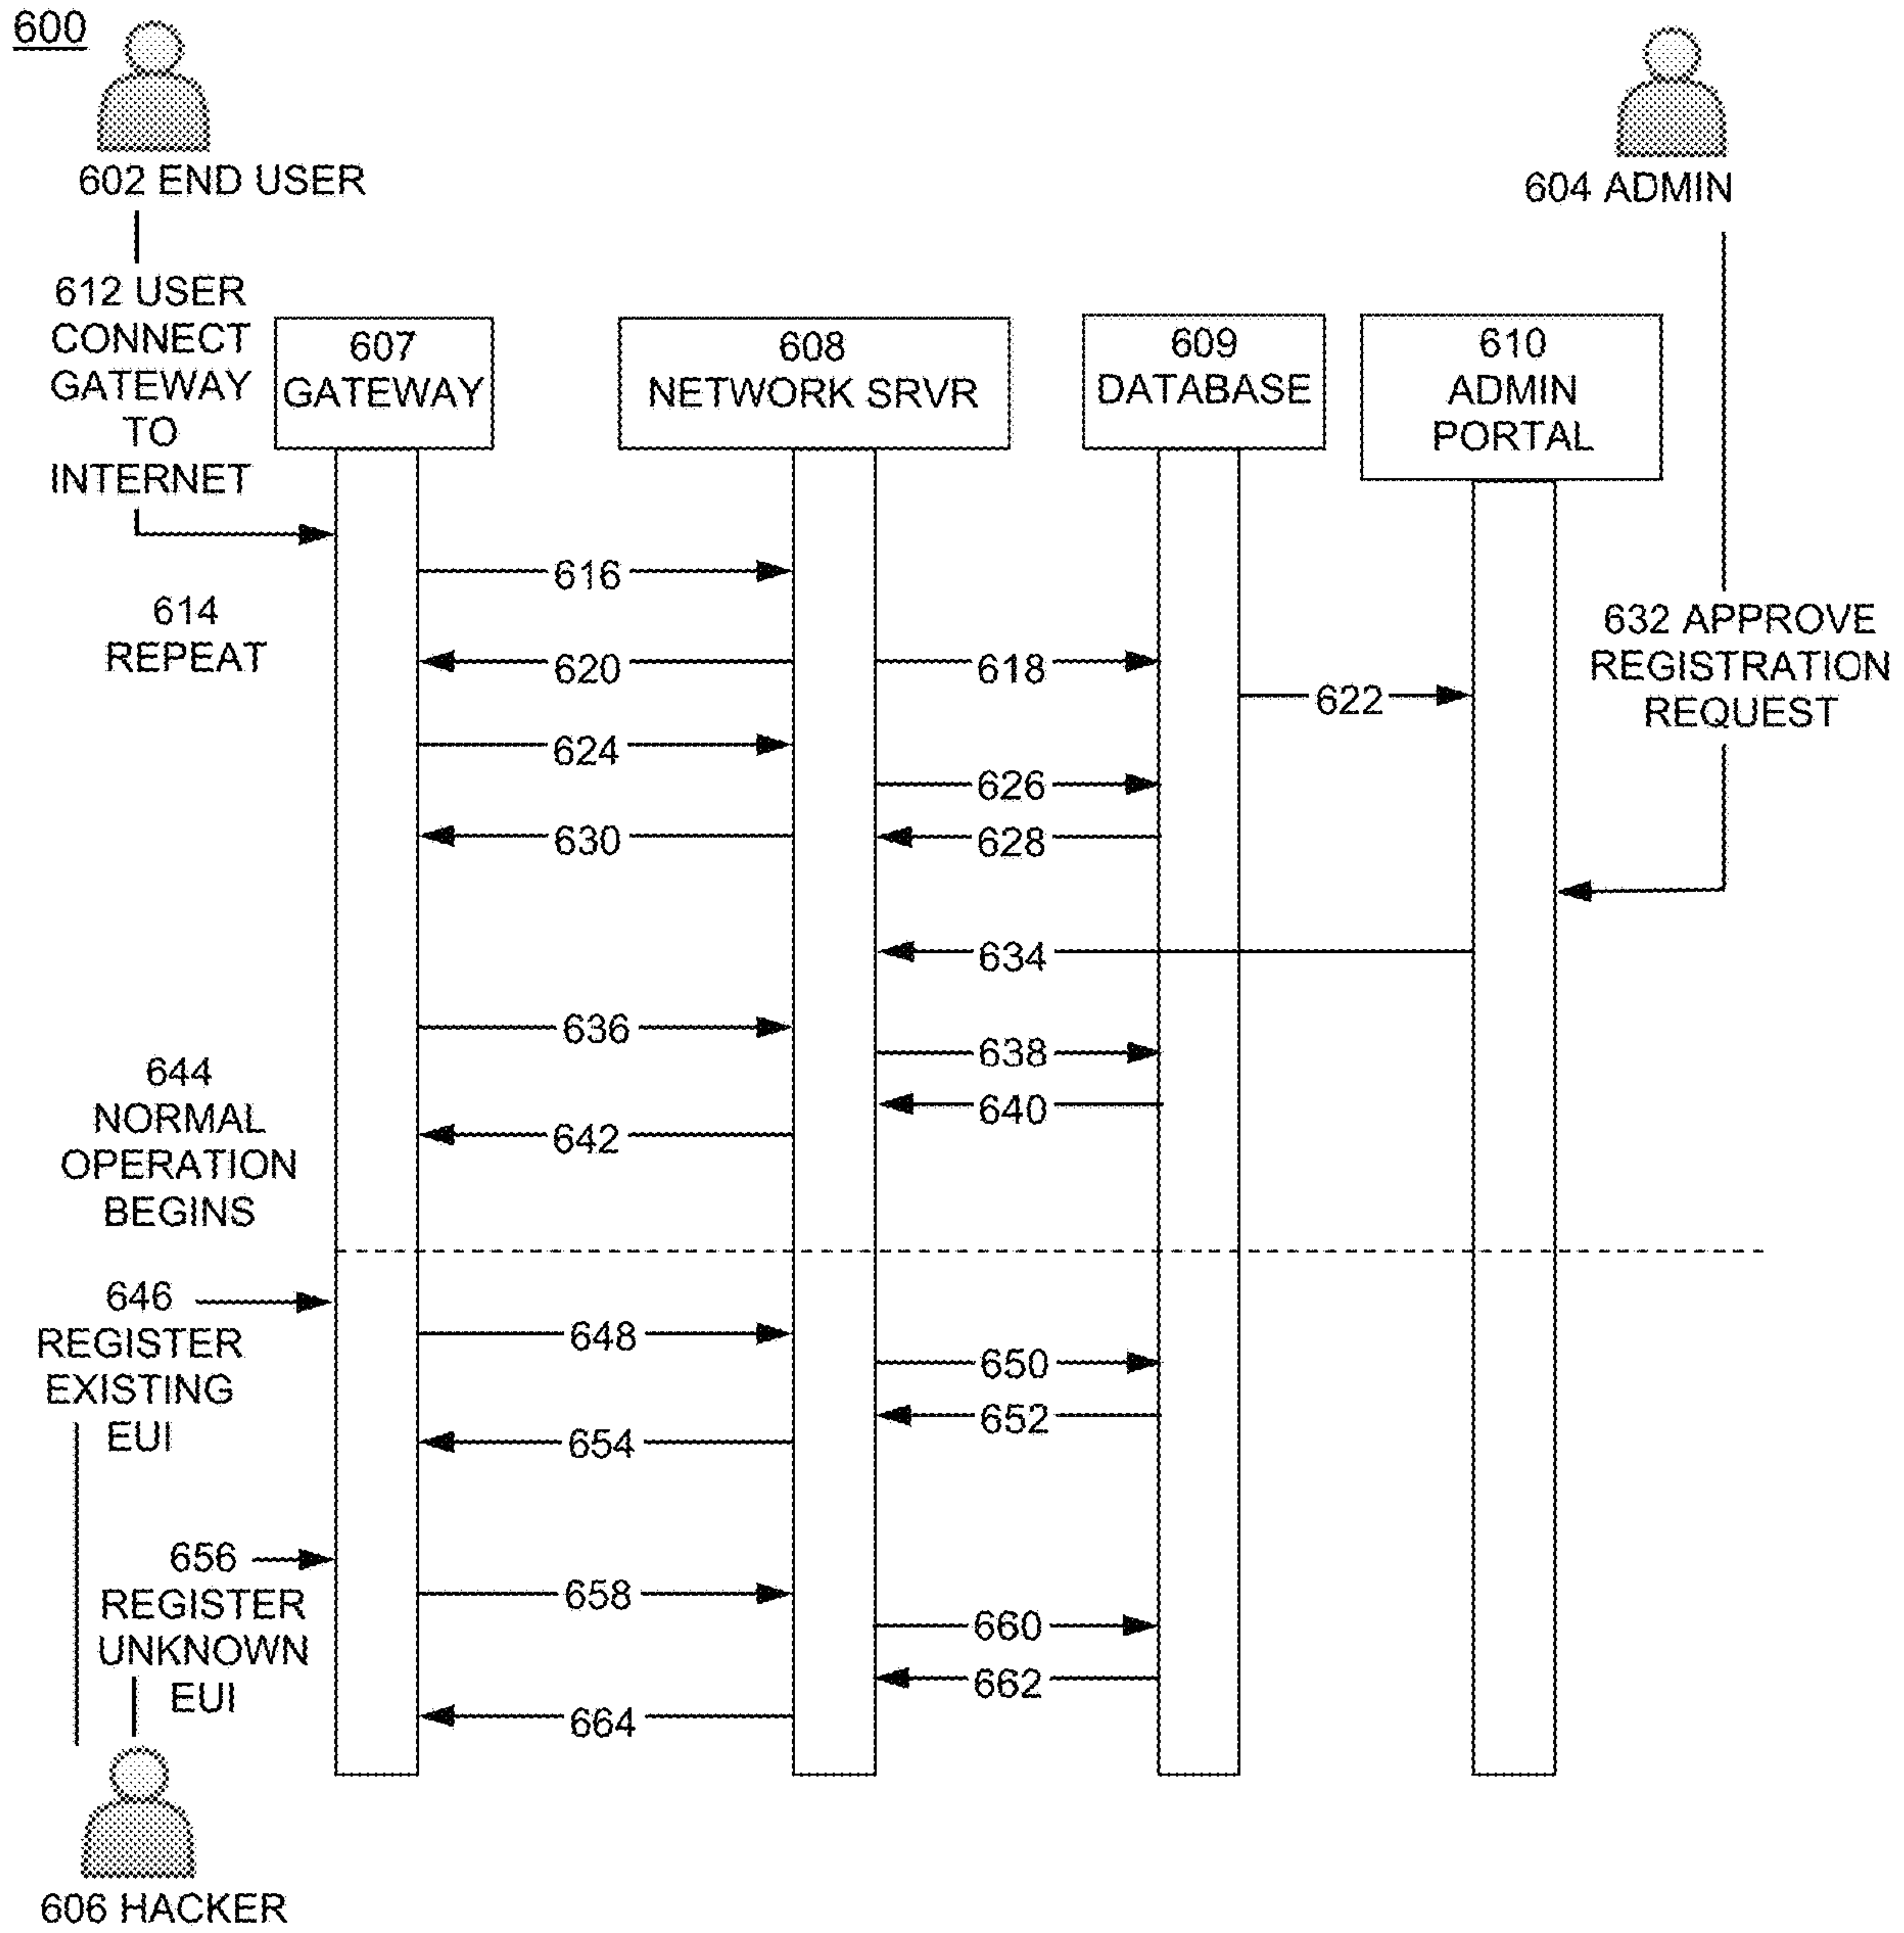 600
602 END USER
604 ADMIN
612 USER
CONNECT
GATEWAY
TO
INTERNET
607
GATEWAY
608
NETWORK SRVR
609
DATABASE
610
ADMIN
PORTAL
616
614
REPEAT
620
618
622
632 APPROVE
REGISTRATION
REQUEST
624
626
630
628
634
636
638
640
642
644
NORMAL
OPERATION
BEGINS
646
REGISTER
EXISTING
EUI
648
650
652
654
656
REGISTER
UNKNOWN
EUI
658
660
662
664
606 HACKER